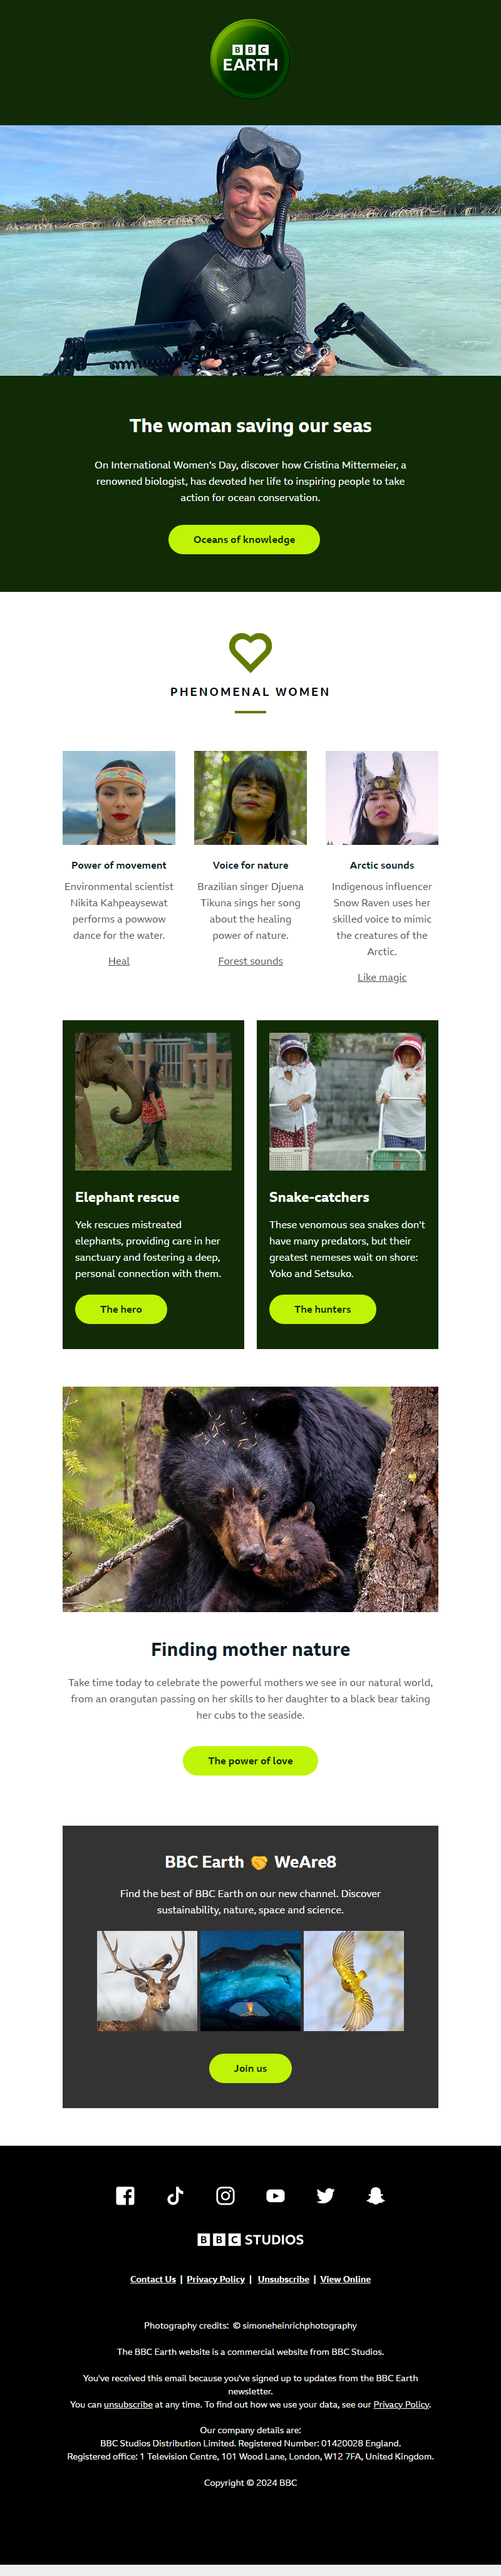 BBC
EARTH
The woman saving our seas
On International Women's Day, discover how Cristina Mittermeier, a
renowned biologist, has devoted her life to inspiring people to take
action for ocean conservation.
Oceans of knowledge
PHENOMENAL WOMEN
Power of movement
Environmental scientist
Nikita Kahpeaysewat
performs a powwow
dance for the water.
Heal
Voice for nature
Brazilian singer Djuena
Tikuna sings her song
about the healing
power of nature.
Forest sounds
Arctic sounds
Indigenous influencer
Snow Raven uses her
skilled voice to mimic
the creatures of the
Arctic.
Like magic
Elephant rescue
Yek rescues mistreated
elephants, providing care in her
sanctuary and fostering a deep,
personal connection with them.
The hero
Snake-catchers
These venomous sea snakes don't
have many predators, but their
greatest nemeses wait on shore:
Yoko and Setsuko.
The hunters
Finding mother nature
Take time today to celebrate the powerful mothers we see in our natural world,
from an orangutan passing on her skills to her daughter to a black bear taking
her cubs to the seaside.
The power of love
BBC Earth 🤝 WeAre8
Find the best of BBC Earth on our new channel. Discover
sustainability, nature, space and science.
Join us
BBC STUDIOS
Contact Us | Privacy Policy | Unsubscribe | View Online
Photography credits: © simoneheinrichphotography
The BBC Earth website is a commercial website from BBC Studios.
You've received this email because you've signed up to updates from the BBC Earth
newsletter.
You can unsubscribe at any time. To find out how we use your data, see our Privacy Policy.
Our company details are:
BBC Studios Distribution Limited. Registered Number: 01420028 England.
Registered office: 1 Television Centre, 101 Wood Lane, London, W12 7FA, United Kingdom.
Copyright © 2024 BBC